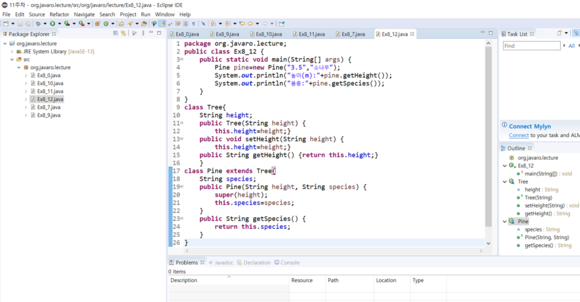 11주차 - org.javaro.lecture/src/org/javaro/lecture/Ex8_12.java - Eclipse IDE
File Edit Source Refactor Navigate Search Project Run Window Help
Package Explorer
org.javaro.lecture
JRE System Library [JavaSE-13]
src
org.javaro.lecture
Ex8_0.java
Ex8_10.java
Ex8_11.java
Ex8_12.java
Ex8_7.java
Ex8_9.java
Ex8_0.java
Ex8_9.java
Ex8_10.java
Ex8_11.java
Ex8_7.java
Ex8_12.java
1 package org.javaro.lecture;
2 public class Ex8_12 {
3 public static void main(String[] args) {
4 Pine pine=new Pine("3.5","소나무");
5 System.out.println("높이(m):"+pine.getHeight());
6 System.out.println("품종:"+pine.getSpecies());
7 }
8 }
9 class Tree{
10 String height;
11 public Tree(String height) {
12 this.height=height;}
13 public void setHeight(String height) {
14 this.height=height;}
15 public String getHeight() {return this.height;}
16 }
17 class Pine extends Tree{
18 String species;
19 public Pine(String height, String species) {
20 super(height);
21 this.species=species;
22 }
23 public String getSpecies() {
24 return this.species;
25 }
26 }
Task List
Find
All
Connect Mylyn
Connect to your task and ALM
Outline
org.javaro.lecture
Ex8_12
main(String[]) : void
Tree
height : String
Tree(String)
setHeight(String) : void
getHeight() : String
Pine
species : String
Pine(String, String)
getSpecies() : String
Problems
Javadoc
Declaration
Console
0 items
Description Resource Path Location Type